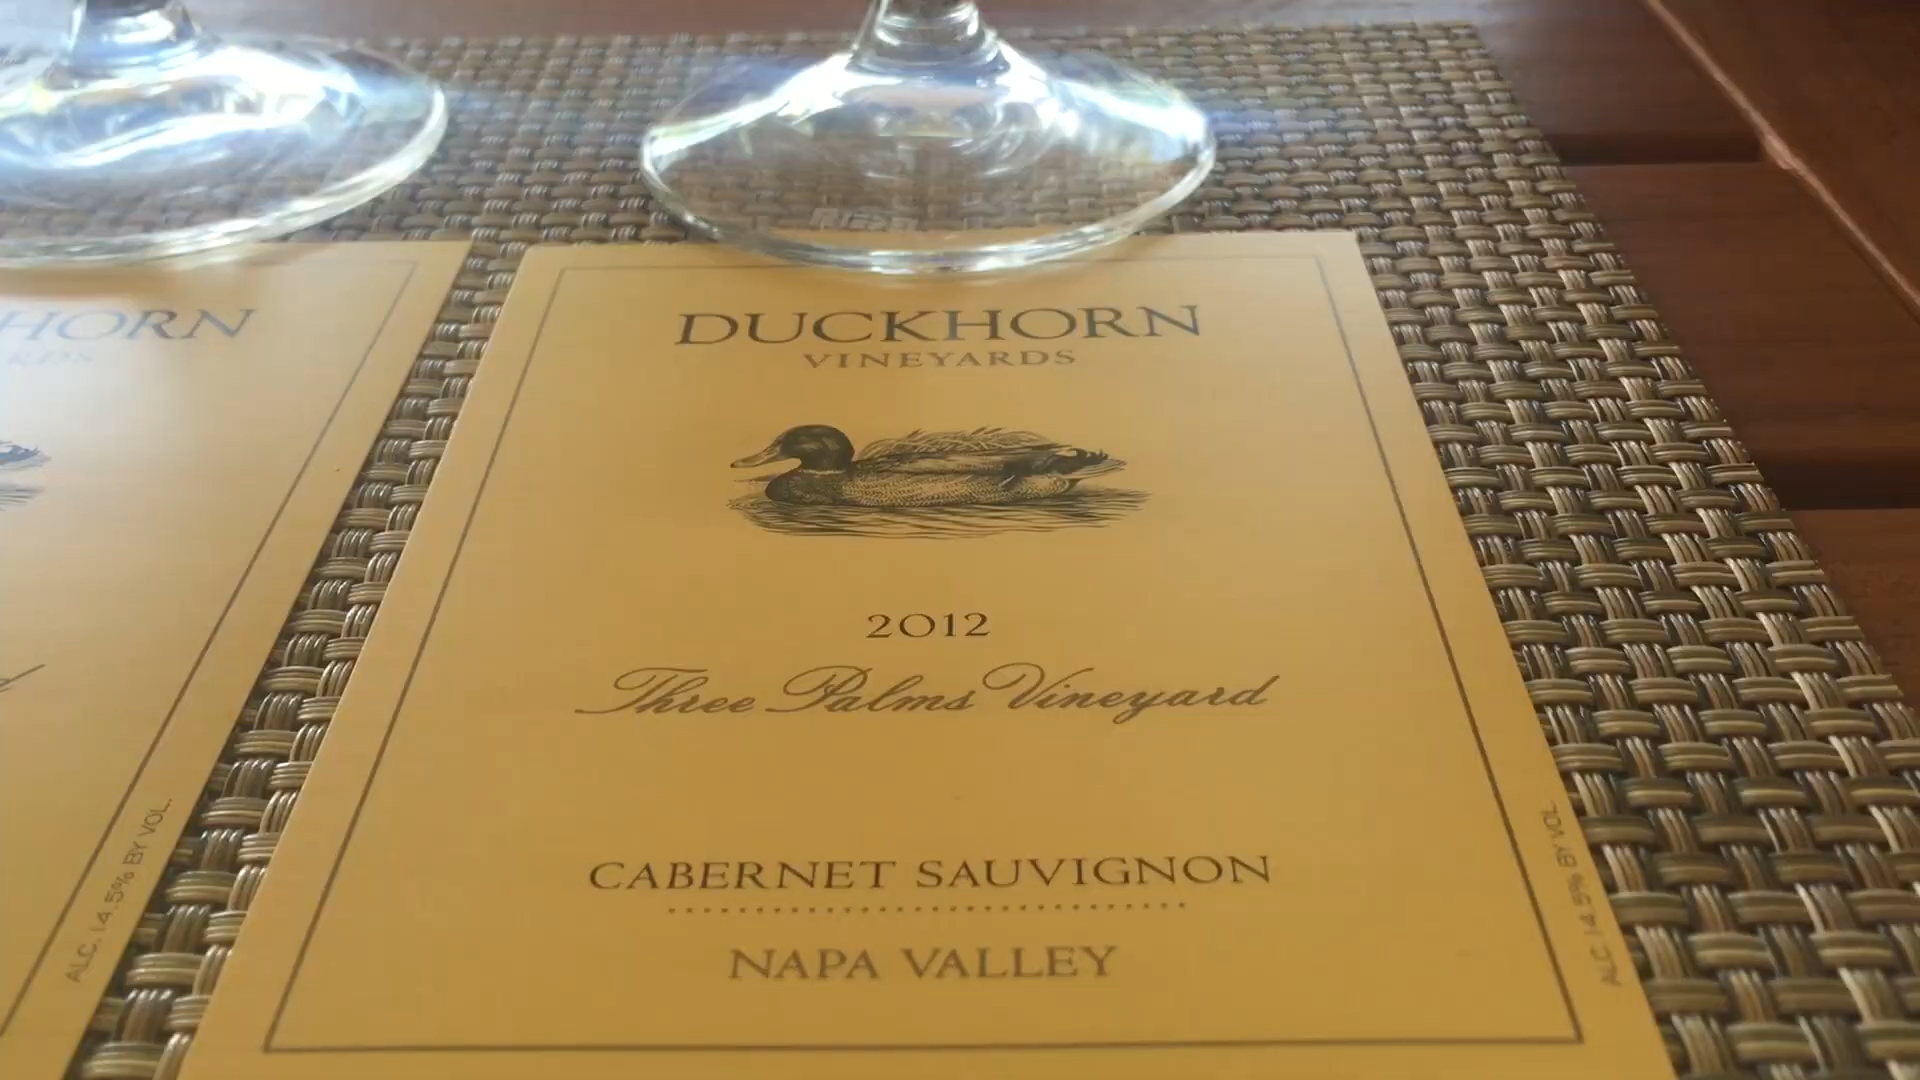 HORN
ALC. 14.5% BY VOL.
DUCKHORN
VINEYARDS
2012
Three Palms Vineyard
CABERNET SAUVIGNON
NAPA VALLEY
ALC. 14.5% BY VOL.